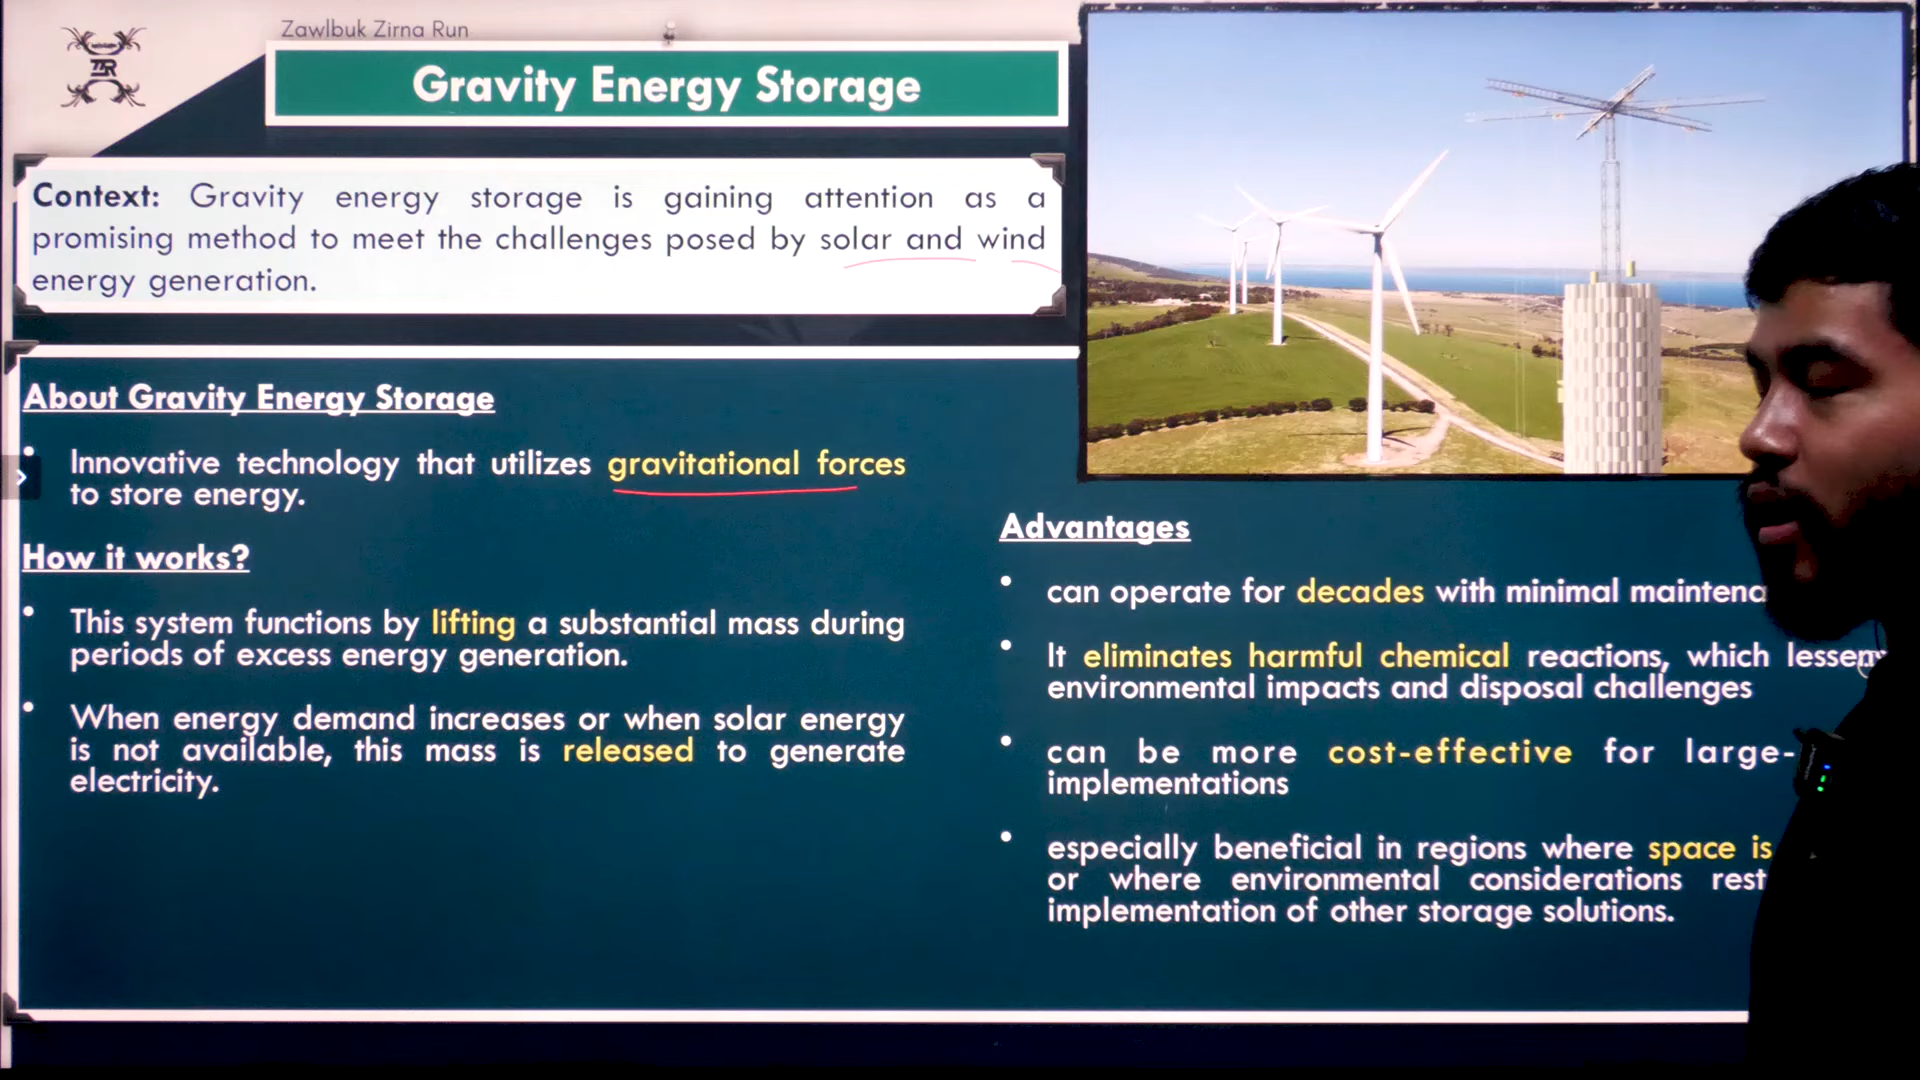 Zawlbuk Zirna Run
ZZR
Gravity Energy Storage
Context: Gravity energy storage is gaining attention as a
promising method to meet the challenges posed by solar and wind
energy generation.
About Gravity Energy Storage
• Innovative technology that utilizes gravitational forces
to store energy.
How it works?
• This system functions by lifting a substantial mass during
periods of excess energy generation.
• When energy demand increases or when solar energy
is not available, this mass is released to generate
electricity.
Advantages
• can operate for decades with minimal
• It eliminates harmful chemical reactions, which
environmental impacts and disposal challenges
• can be more cost-effective for large-
implementations
• especially beneficial in regions where space is
or where environmental considerations
implementation of other storage solutions.